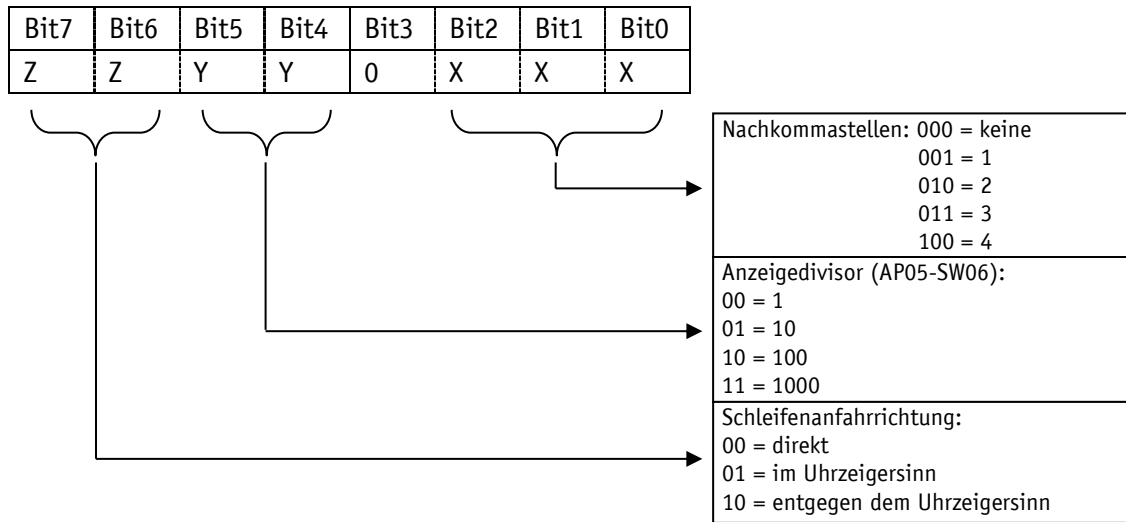 Bit7 Bit6 Bit5 Bit4 Bit3 Bit2 Bit1 Bit0
Z Z Y Y 0 X X X
Nachkommastellen: 000 = keine
001 = 1
010 = 2
011 = 3
100 = 4
Anzeigedivisor (AP05-SW06):
00 = 1
01 = 10
10 = 100
11 = 1000
Schleifenanfahrrichtung:
00 = direkt
01 = im Uhrzeigersinn
10 = entgegen dem Uhrzeigersinn